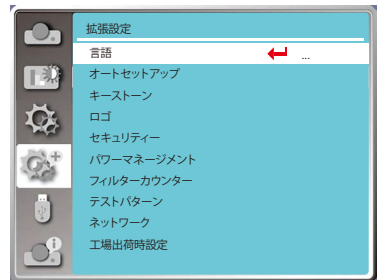 拡張設定
言語 ...
オートセットアップ
キーストーン
ロゴ
セキュリティー
パワーマネージメント
フィルターカウンター
テストパターン
ネットワーク
工場出荷時設定